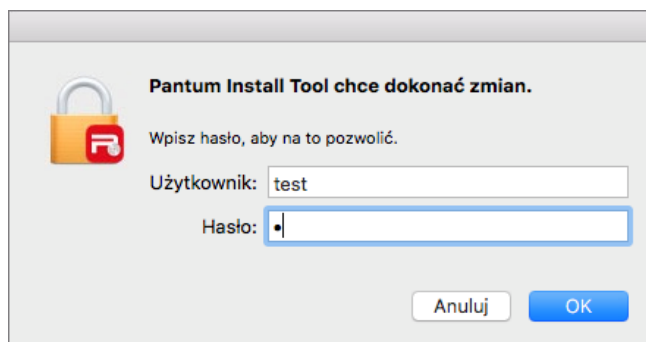 Pantum Install Tool chce dokonać zmian.
Wpisz hasło, aby na to pozwolić.
Użytkownik: test
Hasło: •
Anuluj OK